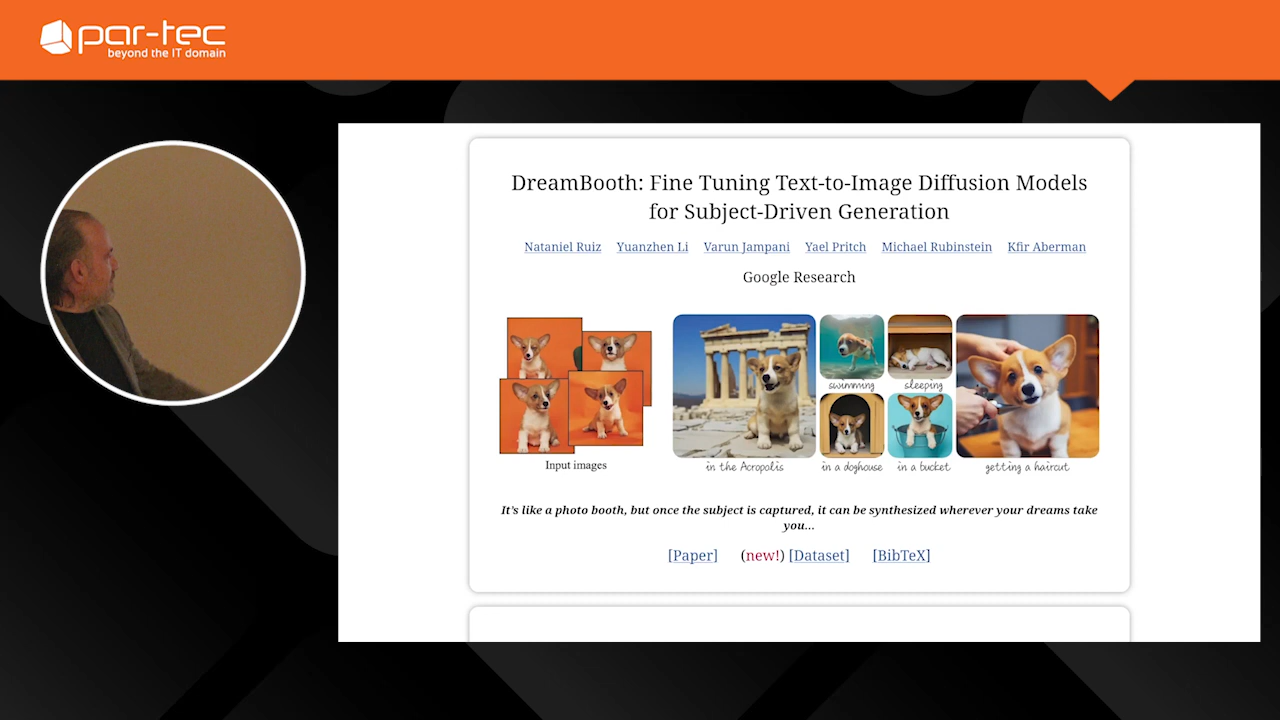 par-tec
beyond the IT domain
DreamBooth: Fine Tuning Text-to-Image Diffusion Models
for Subject-Driven Generation
Nataniel Ruiz Yuanzhen Li Varun Jampani Yael Pritch Michael Rubinstein Kfir Aberman
Google Research
swimming
sleeping
Input images
in the Acropolis
in a doghouse
in a bucket
getting a haircut
It's like a photo booth, but once the subject is captured, it can be synthesized wherever your dreams take
you...
[Paper] (new!) [Dataset] [BibTeX]